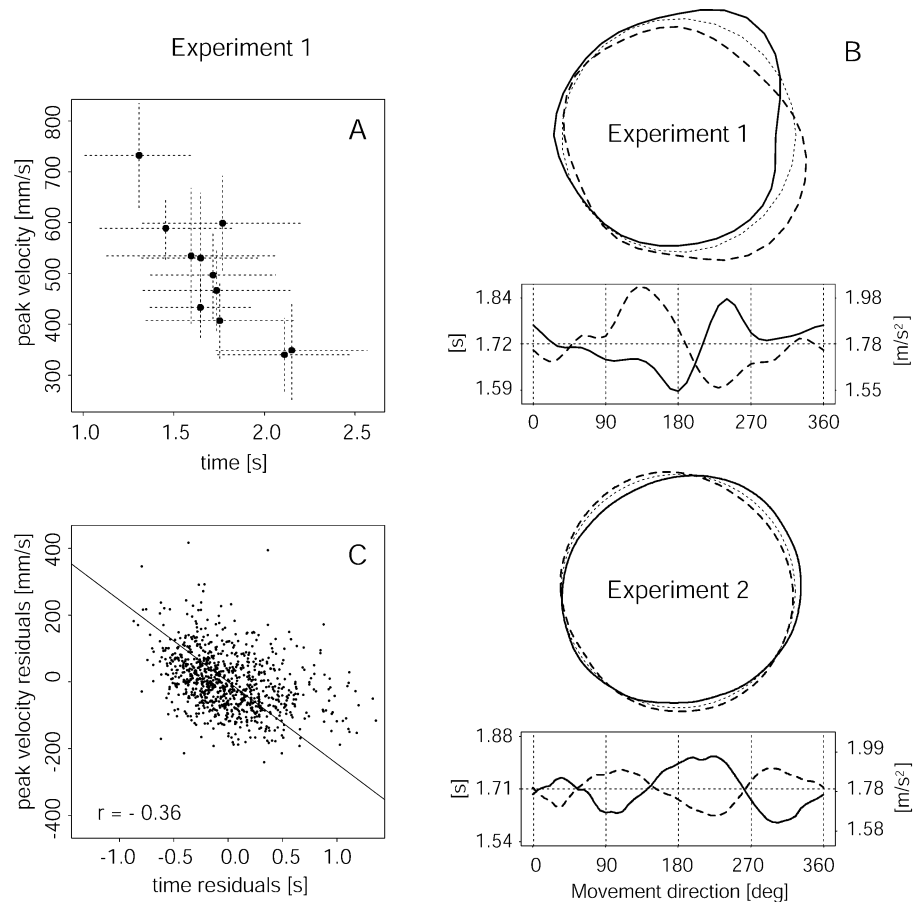 Experiment 1
A
800
700
600
500
400
300
peak velocity [mm/s]
1.0 1.5 2.0 2.5
time [s]
B
Experiment 1
1.84
1.72
1.59
[s]
1.98
1.78
1.55
[m/s²]
0 90 180 270 360
C
400
200
0
-200
-400
peak velocity residuals [mm/s]
r = - 0.36
-1.0 -0.5 0.0 0.5 1.0
time residuals [s]
Experiment 2
1.88
1.71
1.54
[s]
1.99
1.78
1.58
[m/s²]
0 90 180 270 360
Movement direction [deg]